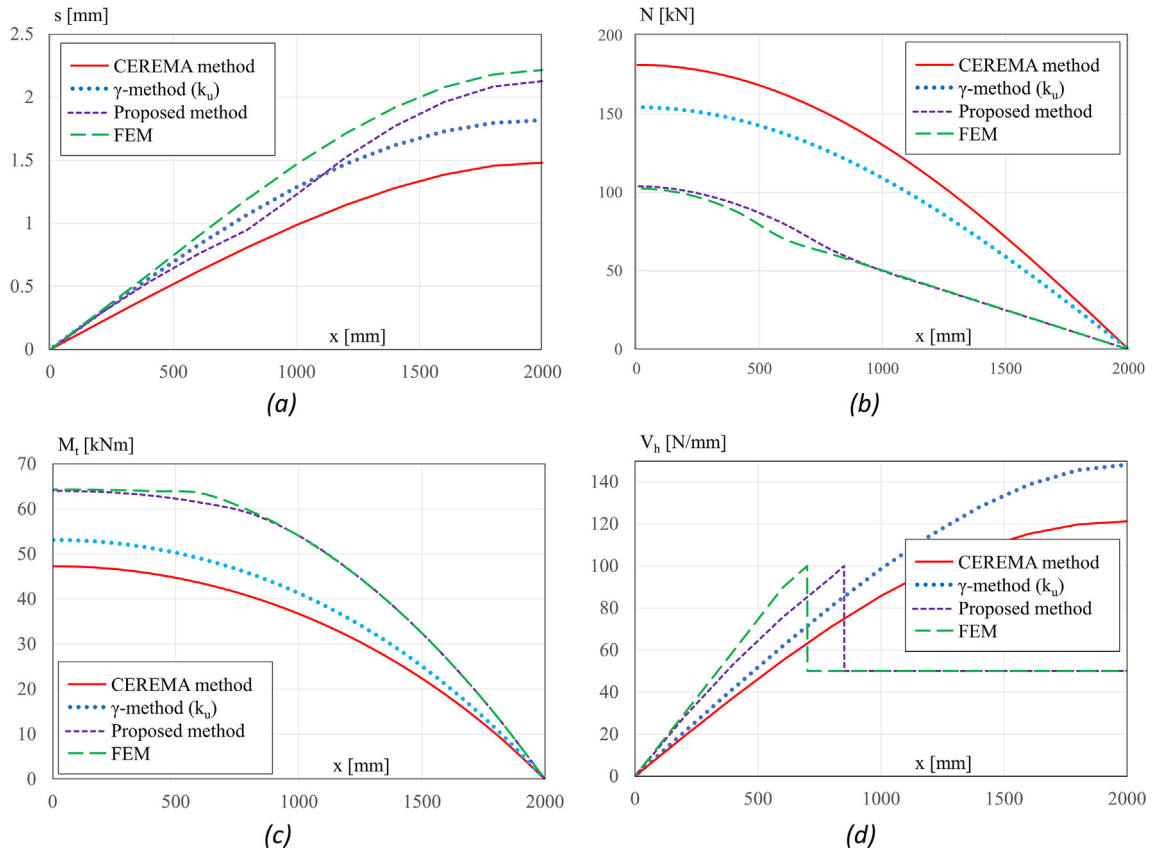 s [mm]
2.5
2
1.5
1
0.5
0
CEREMA method
γ-method (kᵤ)
Proposed method
FEM
x [mm]
0 500 1000 1500 2000
(a)
N [kN]
200
150
100
50
0
CEREMA method
γ-method (kᵤ)
Proposed method
FEM
x [mm]
0 500 1000 1500 2000
(b)
Mₜ [kNm]
70
60
50
40
30
20
10
0
CEREMA method
γ-method (kᵤ)
Proposed method
FEM
x [mm]
0 500 1000 1500 2000
(c)
Vₕ [N/mm]
140
120
100
80
60
40
20
0
CEREMA method
γ-method (kᵤ)
Proposed method
FEM
x [mm]
0 500 1000 1500 2000
(d)